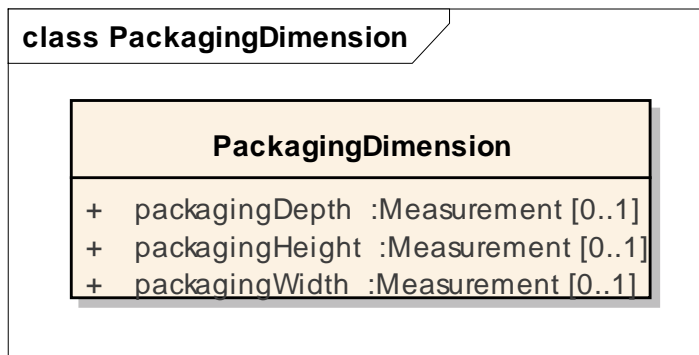 class PackagingDimension
PackagingDimension
+ packagingDepth :Measurement [0..1]
+ packagingHeight :Measurement [0..1]
+ packagingWidth :Measurement [0..1]